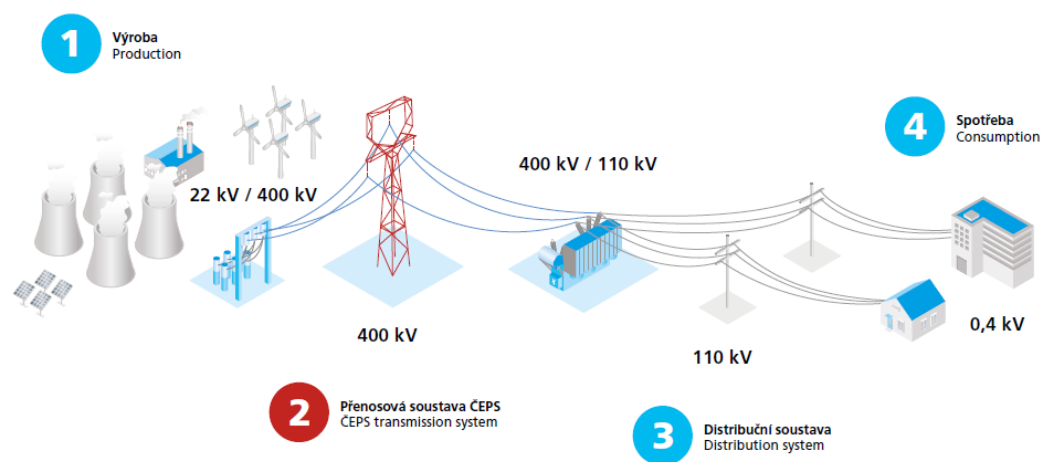 1
Výroba
Production
22 kV / 400 kV
400 kV
2
Přenosová soustava ČEPS
ČEPS transmission system
400 kV / 110 kV
110 kV
3
Distribuční soustava
Distribution system
4
Spotřeba
Consumption
0,4 kV